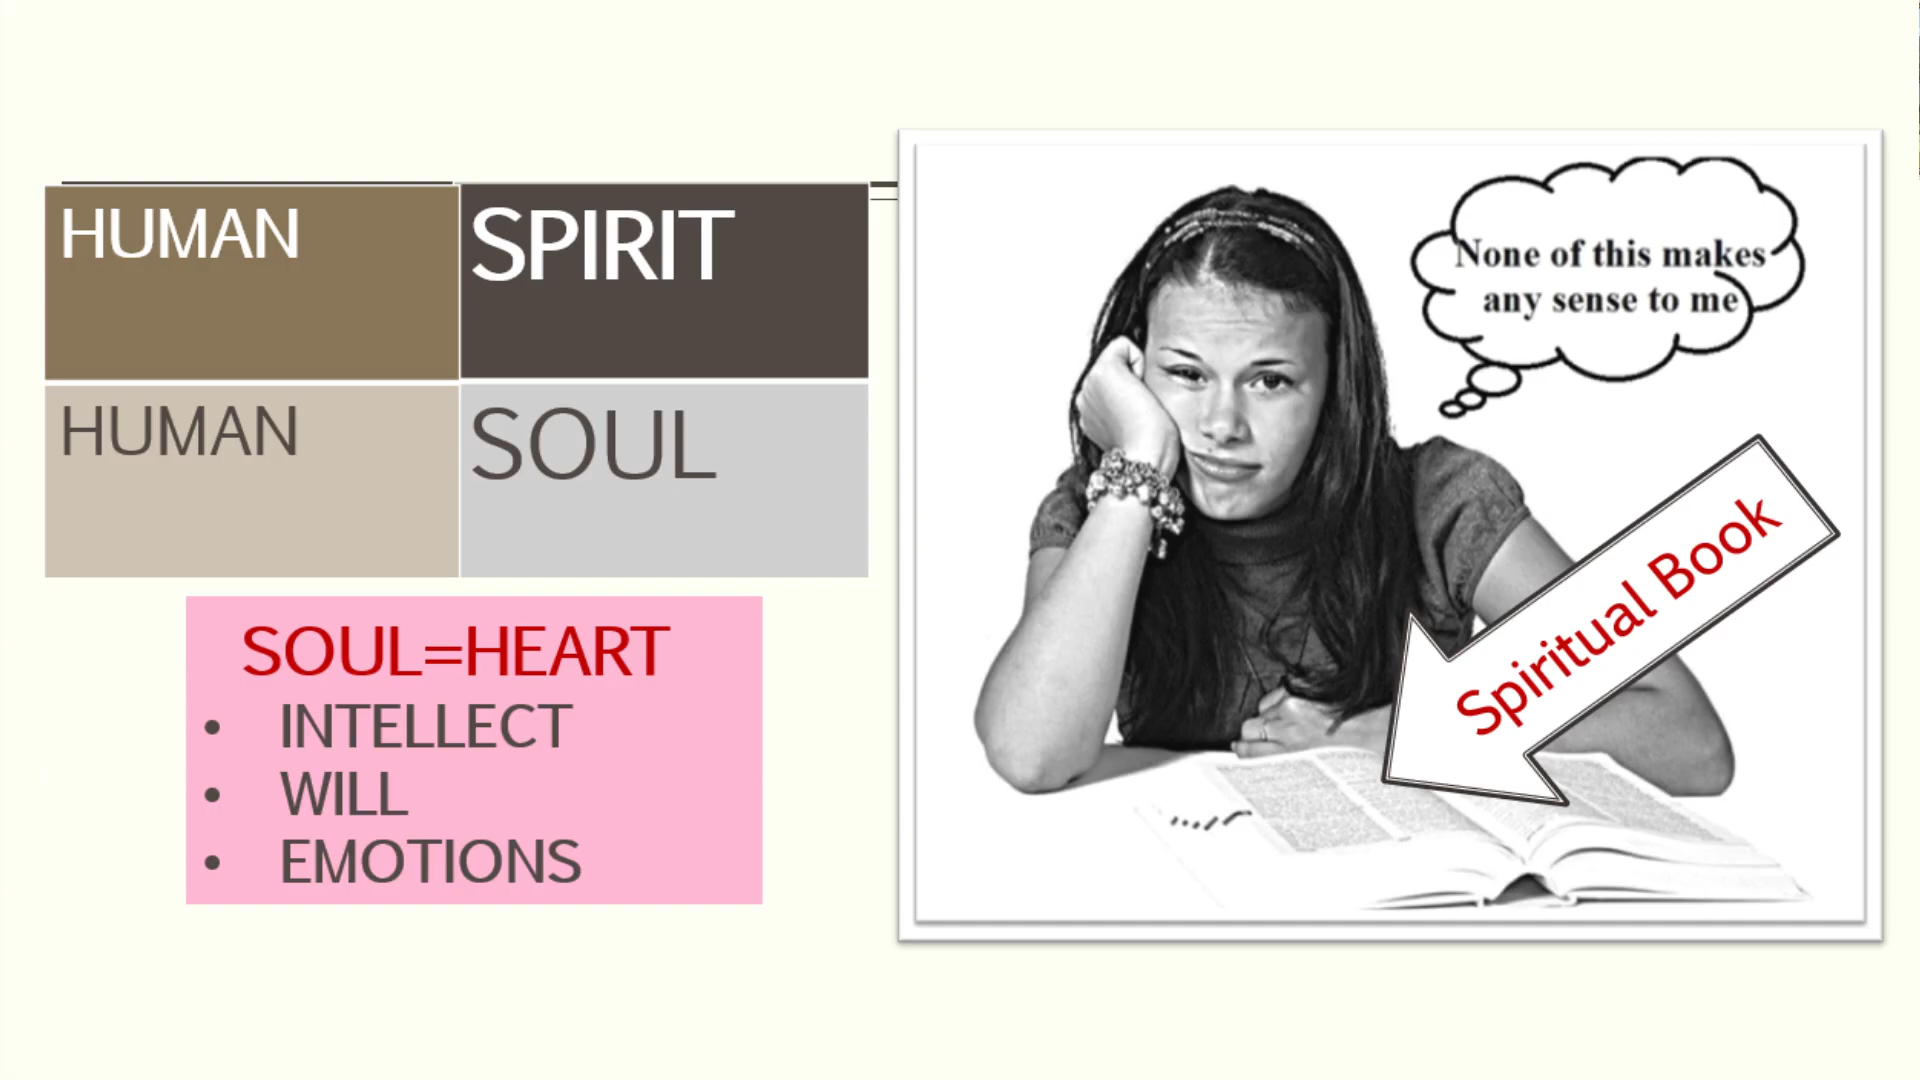 HUMAN SPIRIT
HUMAN SOUL
SOUL=HEART
• INTELLECT
• WILL
• EMOTIONS
None of this makes
any sense to me
Spiritual Book